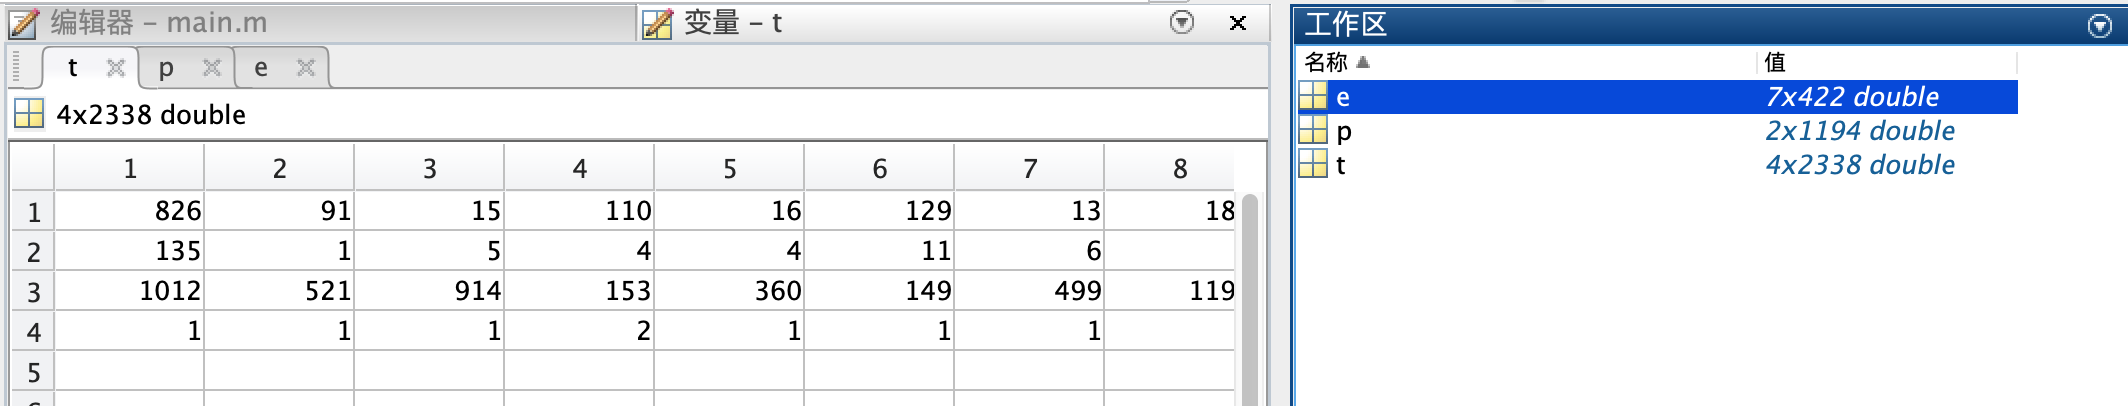 编辑器 – main.m
变量 – t
t p e
4x2338 double
1 2 3 4 5 6 7 8
1 826 91 15 110 16 129 13 18
2 135 1 5 4 4 11 6
3 1012 521 914 153 360 149 499 119
4 1 1 1 2 1 1 1
5
工作区
名称 值
e 7x422 double
p 2x1194 double
t 4x2338 double